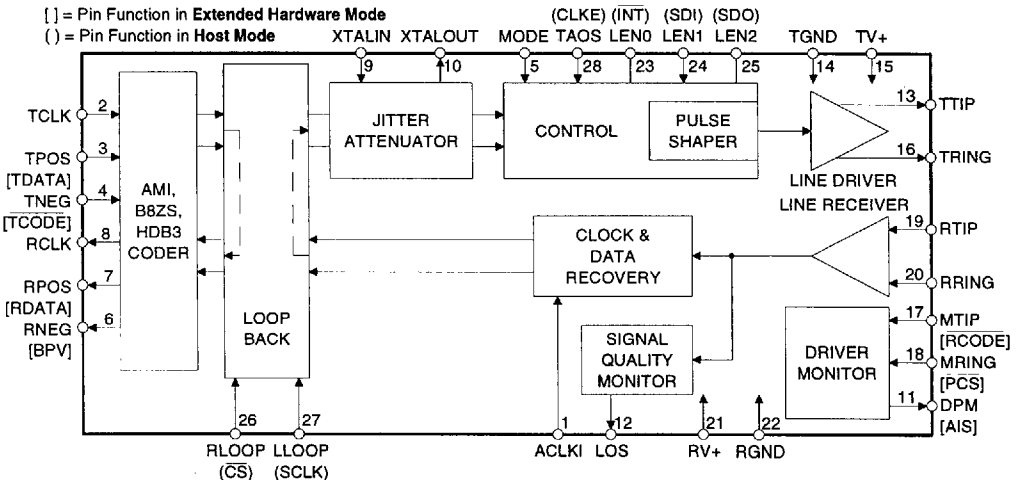 [ ] = Pin Function in Extended Hardware Mode
( ) = Pin Function in Host Mode
(CLKE) (INT) (SDI) (SDO)
XTALIN XTALOUT MODE TAOS LEN0 LEN1 LEN2 TGND TV+
9 10 5 28 23 24 25 14 15
TCLK 2
TPOS 3
[TDATA]
TNEG 4
[TCODE]
RCLK 8
RPOS 7
[RDATA]
RNEG 6
[BPV]
AMI,
B8ZS,
HDB3
CODER
LOOP
BACK
JITTER
ATTENUATOR
CONTROL
PULSE
SHAPER
LINE DRIVER
LINE RECEIVER
CLOCK &
DATA
RECOVERY
SIGNAL
QUALITY
MONITOR
DRIVER
MONITOR
13 TTIP
16 TRING
19 RTIP
20 RRING
17 MTIP
[RCODE]
18 MRING
[PCS]
11 DPM
[AIS]
26 27 1 12 21 22
RLOOP LLOOP ACLKI LOS RV+ RGND
(CS) (SCLK)